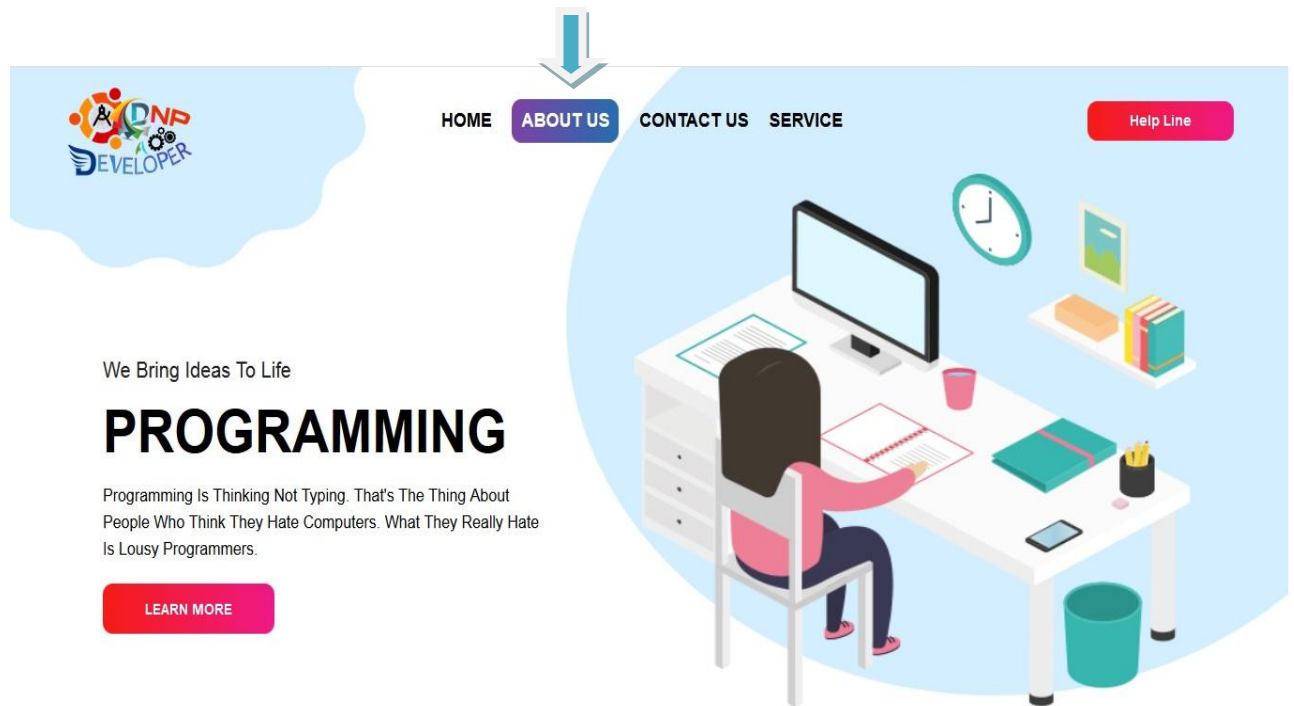 DNP
DEVELOPER
HOME ABOUT US CONTACT US SERVICE
Help Line
We Bring Ideas To Life
PROGRAMMING
Programming Is Thinking Not Typing. That's The Thing About
People Who Think They Hate Computers. What They Really Hate
Is Lousy Programmers.
LEARN MORE